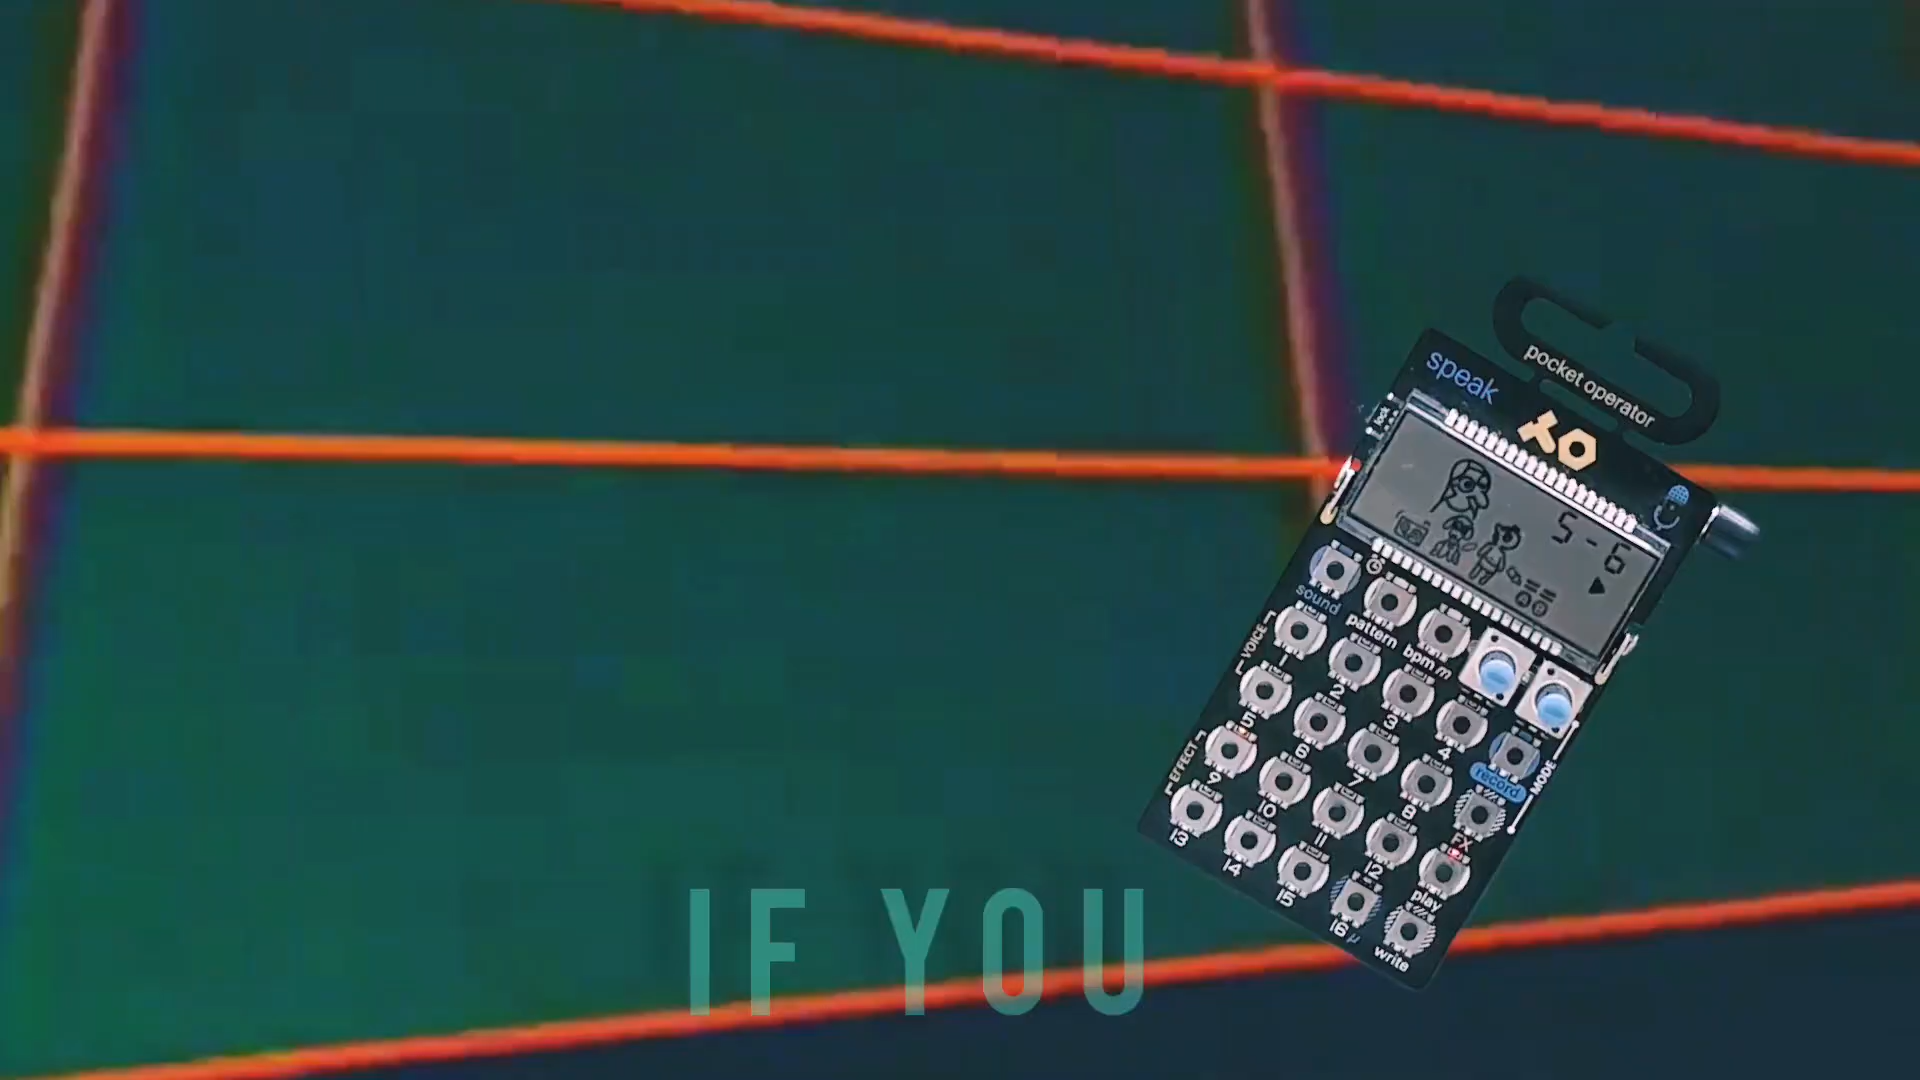 pocket operator
speak
lock
5-6
sound
pattern
bpm m
VOICE
1
2
3
4
5
6
7
8
record
MODE
EFFECT
9
10
11
12
FX
13
14
15
16 μ
play
write
IF YOU